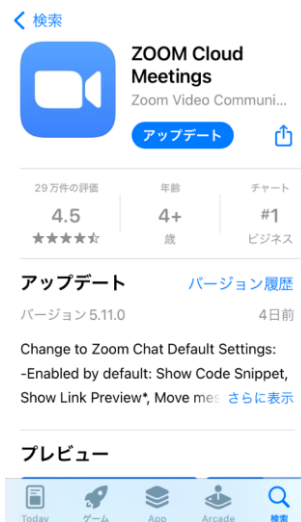 検索
ZOOM Cloud
Meetings
Zoom Video Communi...
アップデート
29万件の評価
年齢
チャート
4.5
4+
#1
歳
ビジネス
アップデート
バージョン履歴
バージョン 5.11.0
4日前
Change to Zoom Chat Default Settings:
-Enabled by default: Show Code Snippet,
Show Link Preview*, Move mes さらに表示
プレビュー
Today ゲーム App Arcade 検索